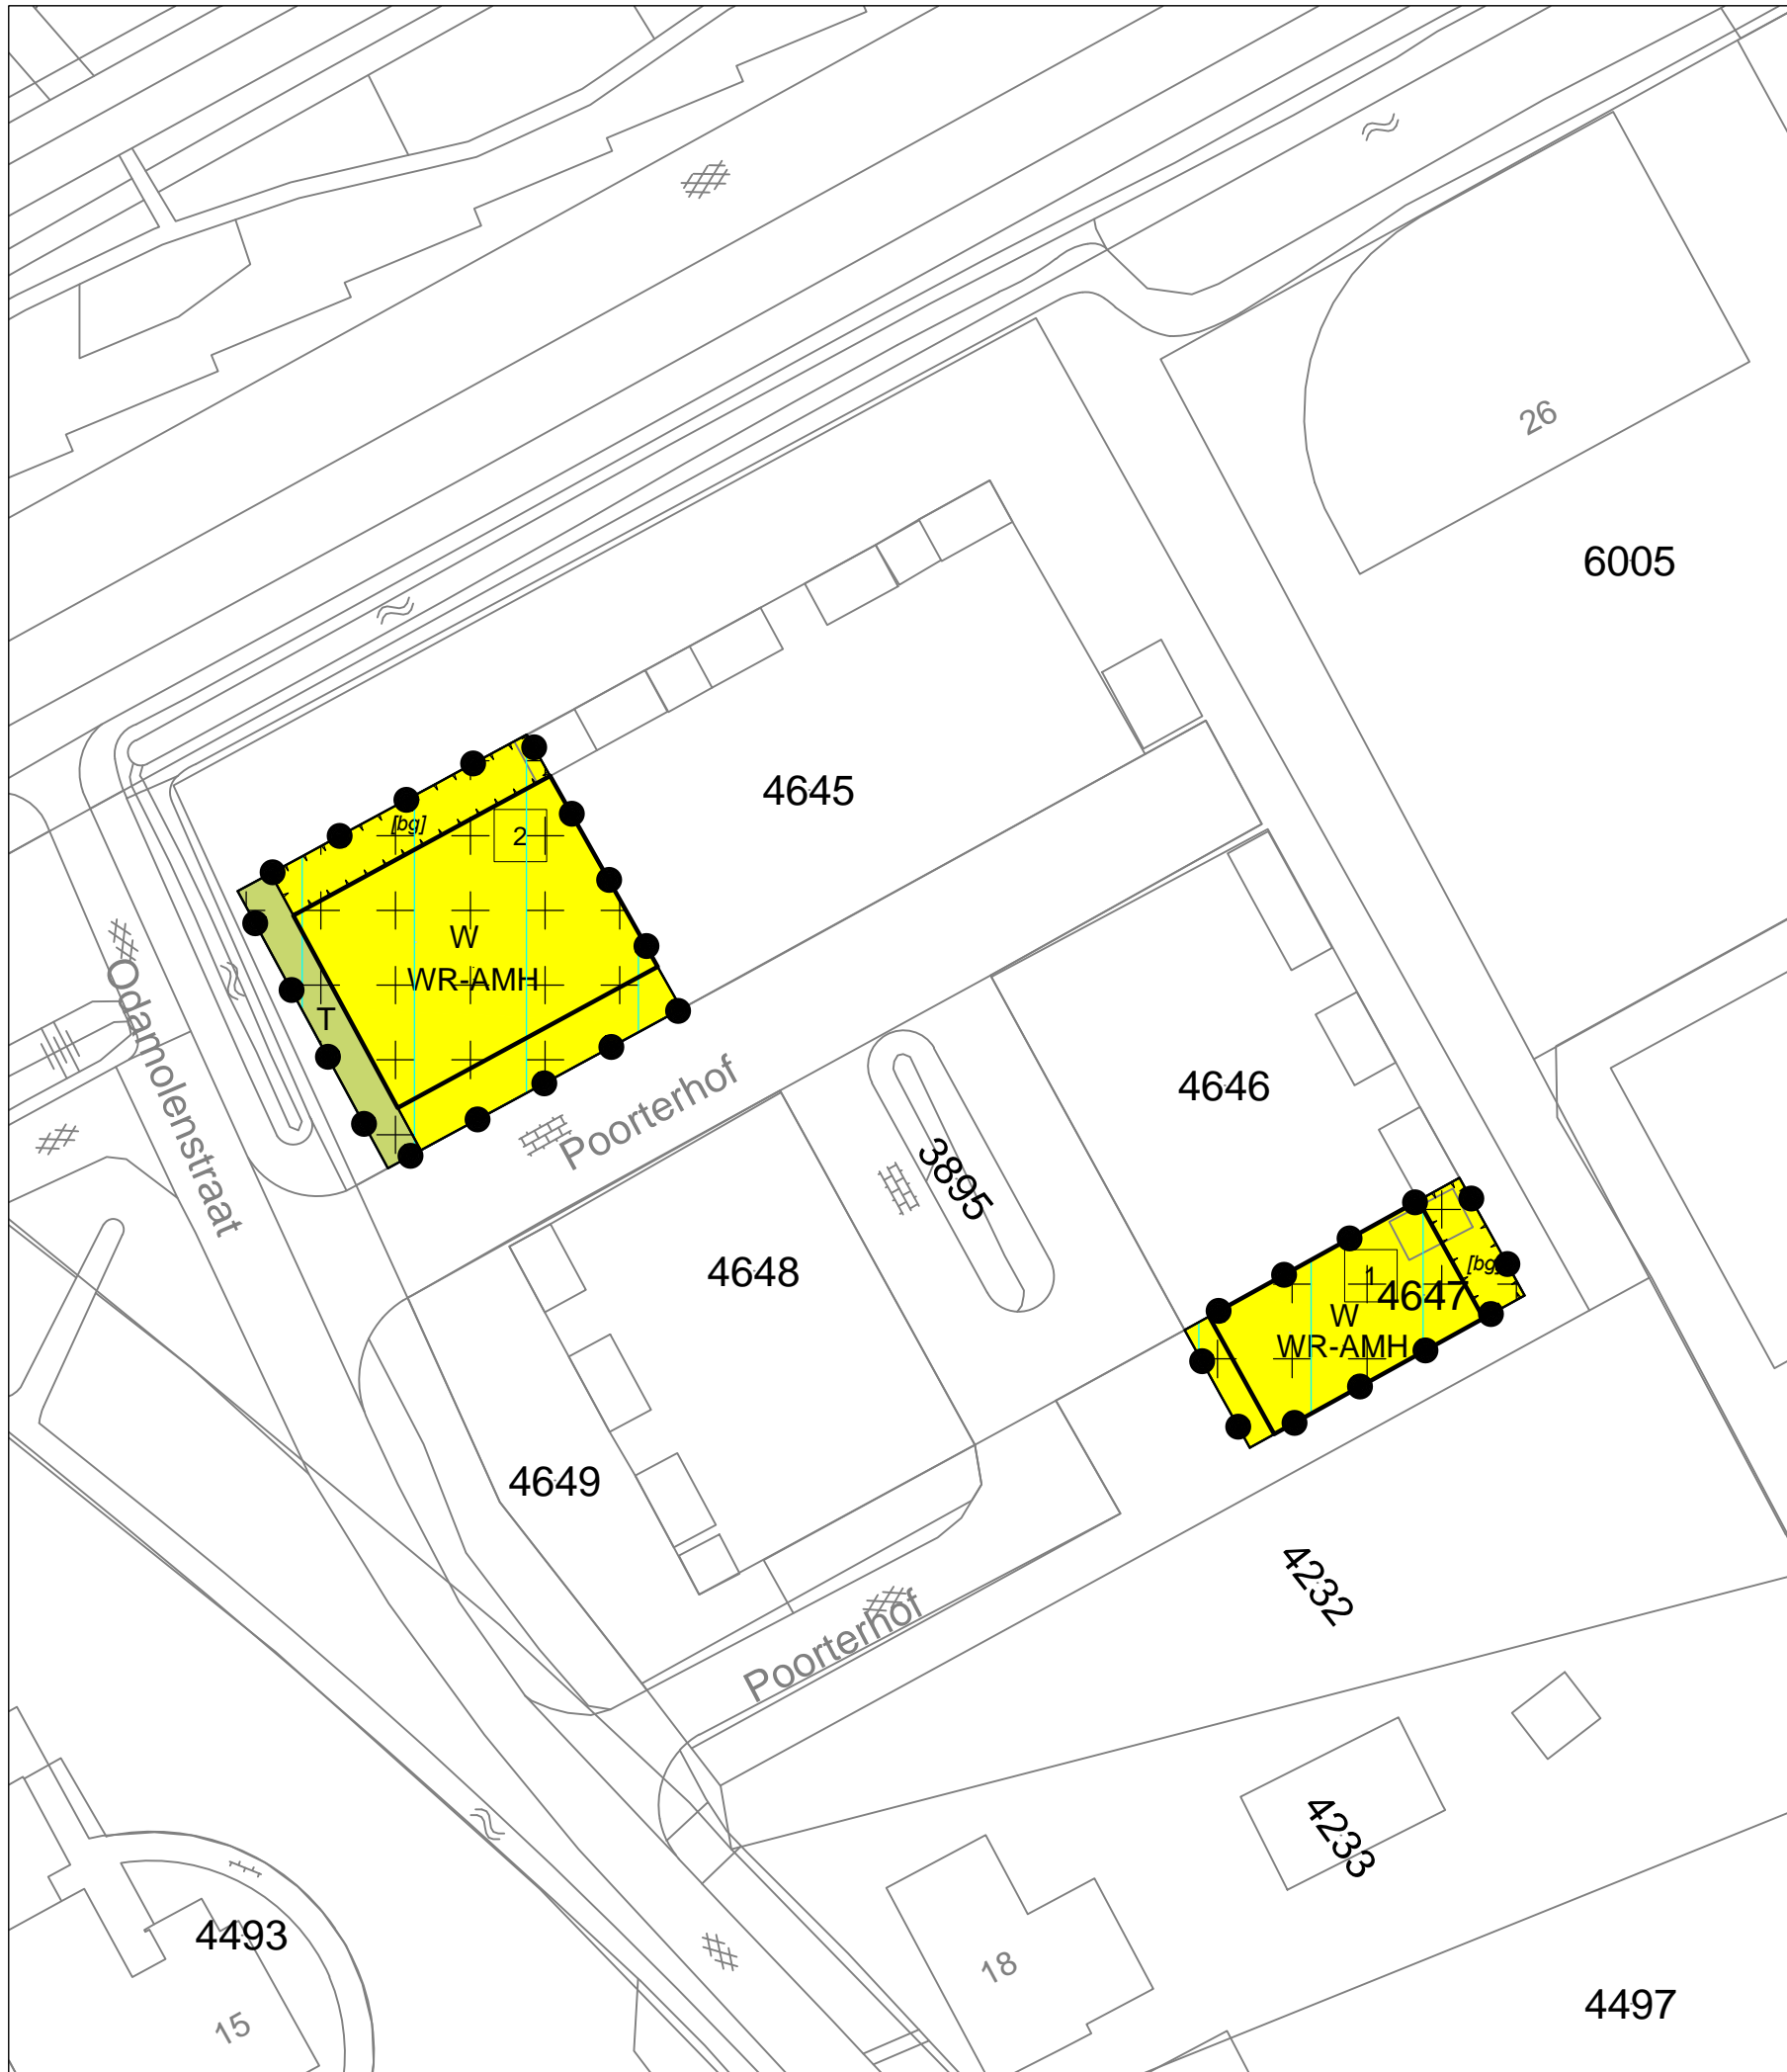 26
6005
4645
2
[bg]
W
WR-AMH
T
Odamolenstraat
Poorterhof
4646
3895
4648
1
[bg]
4647
W
WR-AMH
4649
4232
Poorterhof
4233
4493
18
15
4497